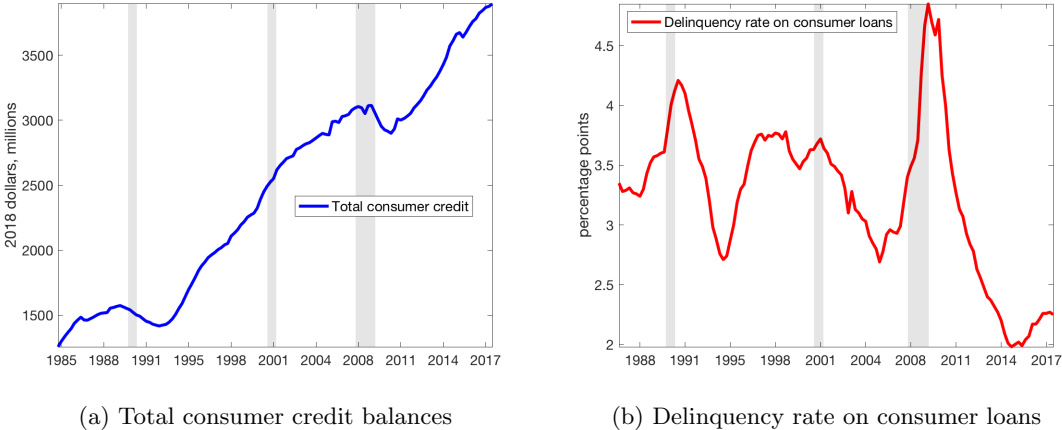 2018 dollars, millions
3500
3000
2500
2000
1500
Total consumer credit
1985 1988 1991 1995 1998 2001 2004 2008 2011 2014 2017
(a) Total consumer credit balances
percentage points
4.5
4
3.5
3
2.5
2
Delinquency rate on consumer loans
1988 1991 1995 1998 2001 2004 2008 2011 2014 2017
(b) Delinquency rate on consumer loans